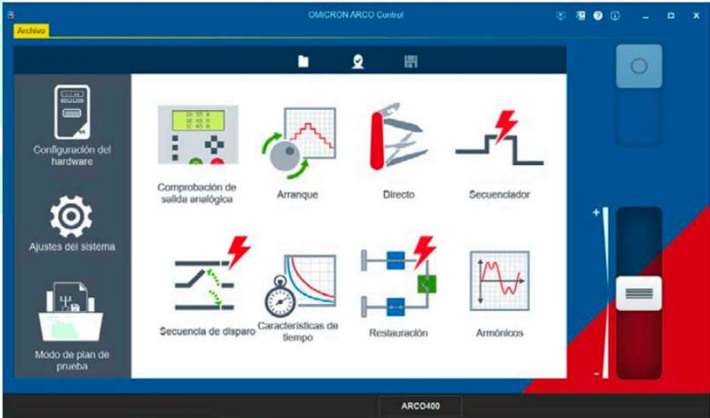 OMICRON ARCO Control
Archivo
Configuración del
hardware
Ajustes del sistema
Modo de plan de
prueba
Comprobación de
salida analógica
Arranque
Directo
Secuenciador
Secuencia de disparo
Características de
tiempo
Restauración
Armónicos
+
-
ARCO400